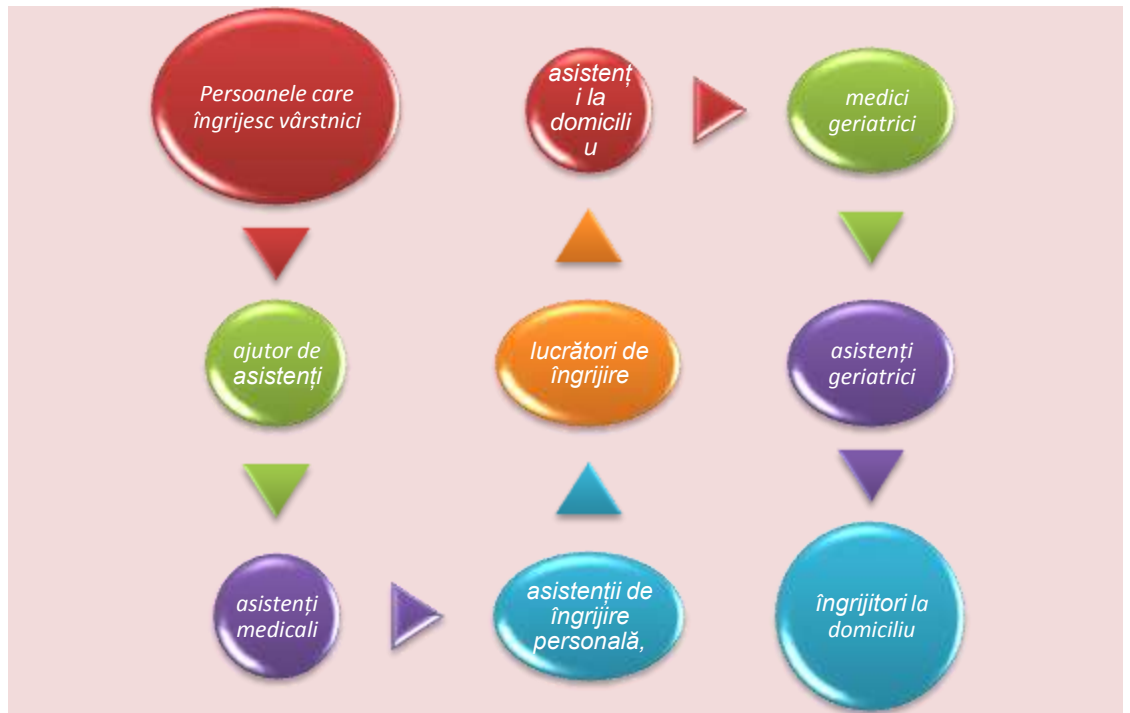 Persoanele care
îngrijesc vârstnici
ajutor de
asistenți
asistenți
medicali
asistenții de
îngrijire
personală,
lucrători de
îngrijire
asistenț
i la
domicili
u
medici
geriatrici
asistenți
geriatrici
îngrijitori la
domiciliu